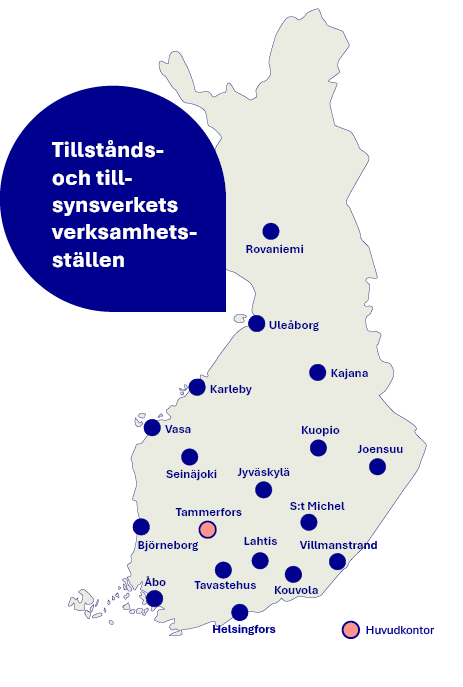 Tillstånds-
och till-
synsverkets
verksamhets-
ställen
Rovaniemi
Uleåborg
Kajana
Karleby
Vasa
Kuopio
Joensuu
Seinäjoki
Jyväskylä
S:t Michel
Tammerfors
Lahtis
Villmanstrand
Björneborg
Åbo
Tavastehus
Kouvola
Helsingfors
Huvudkontor